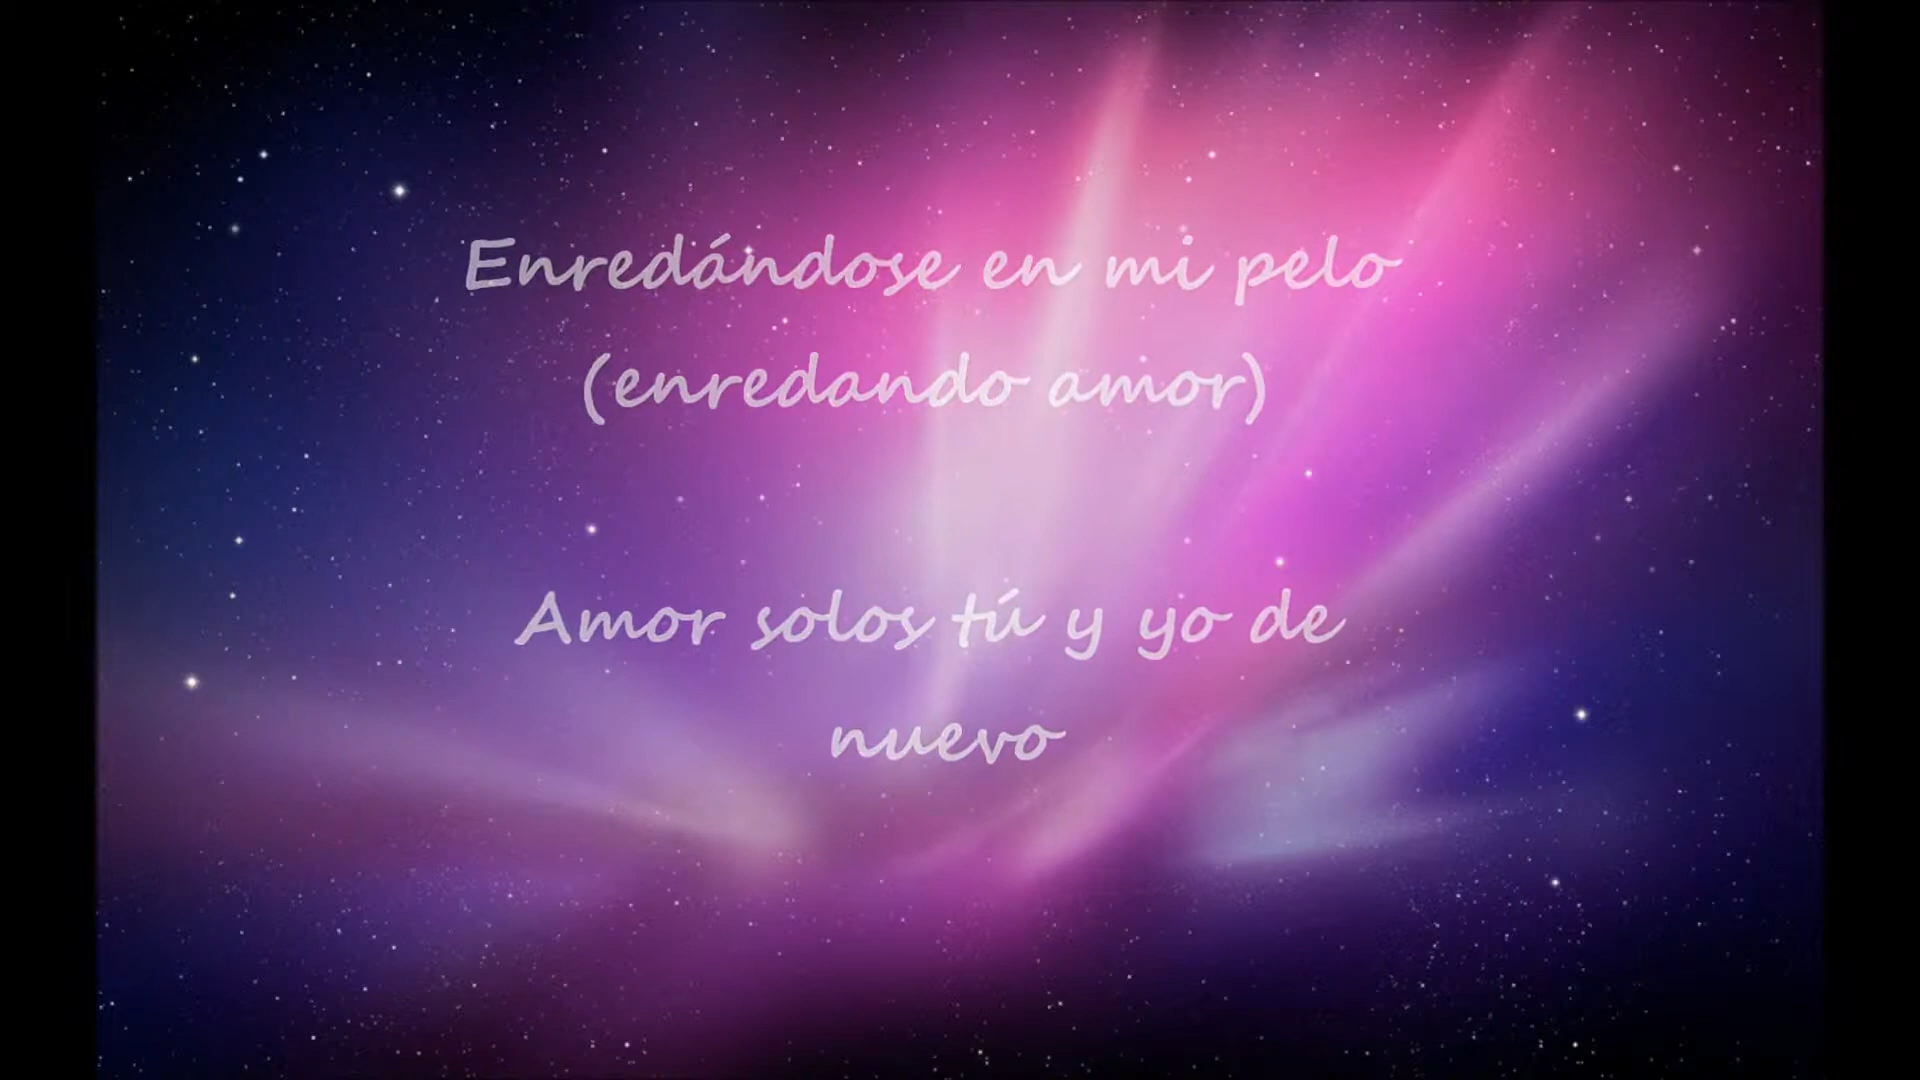 Enredándose en mi pelo
(enredando amor)
Amor solos tú y yo de
nuevo